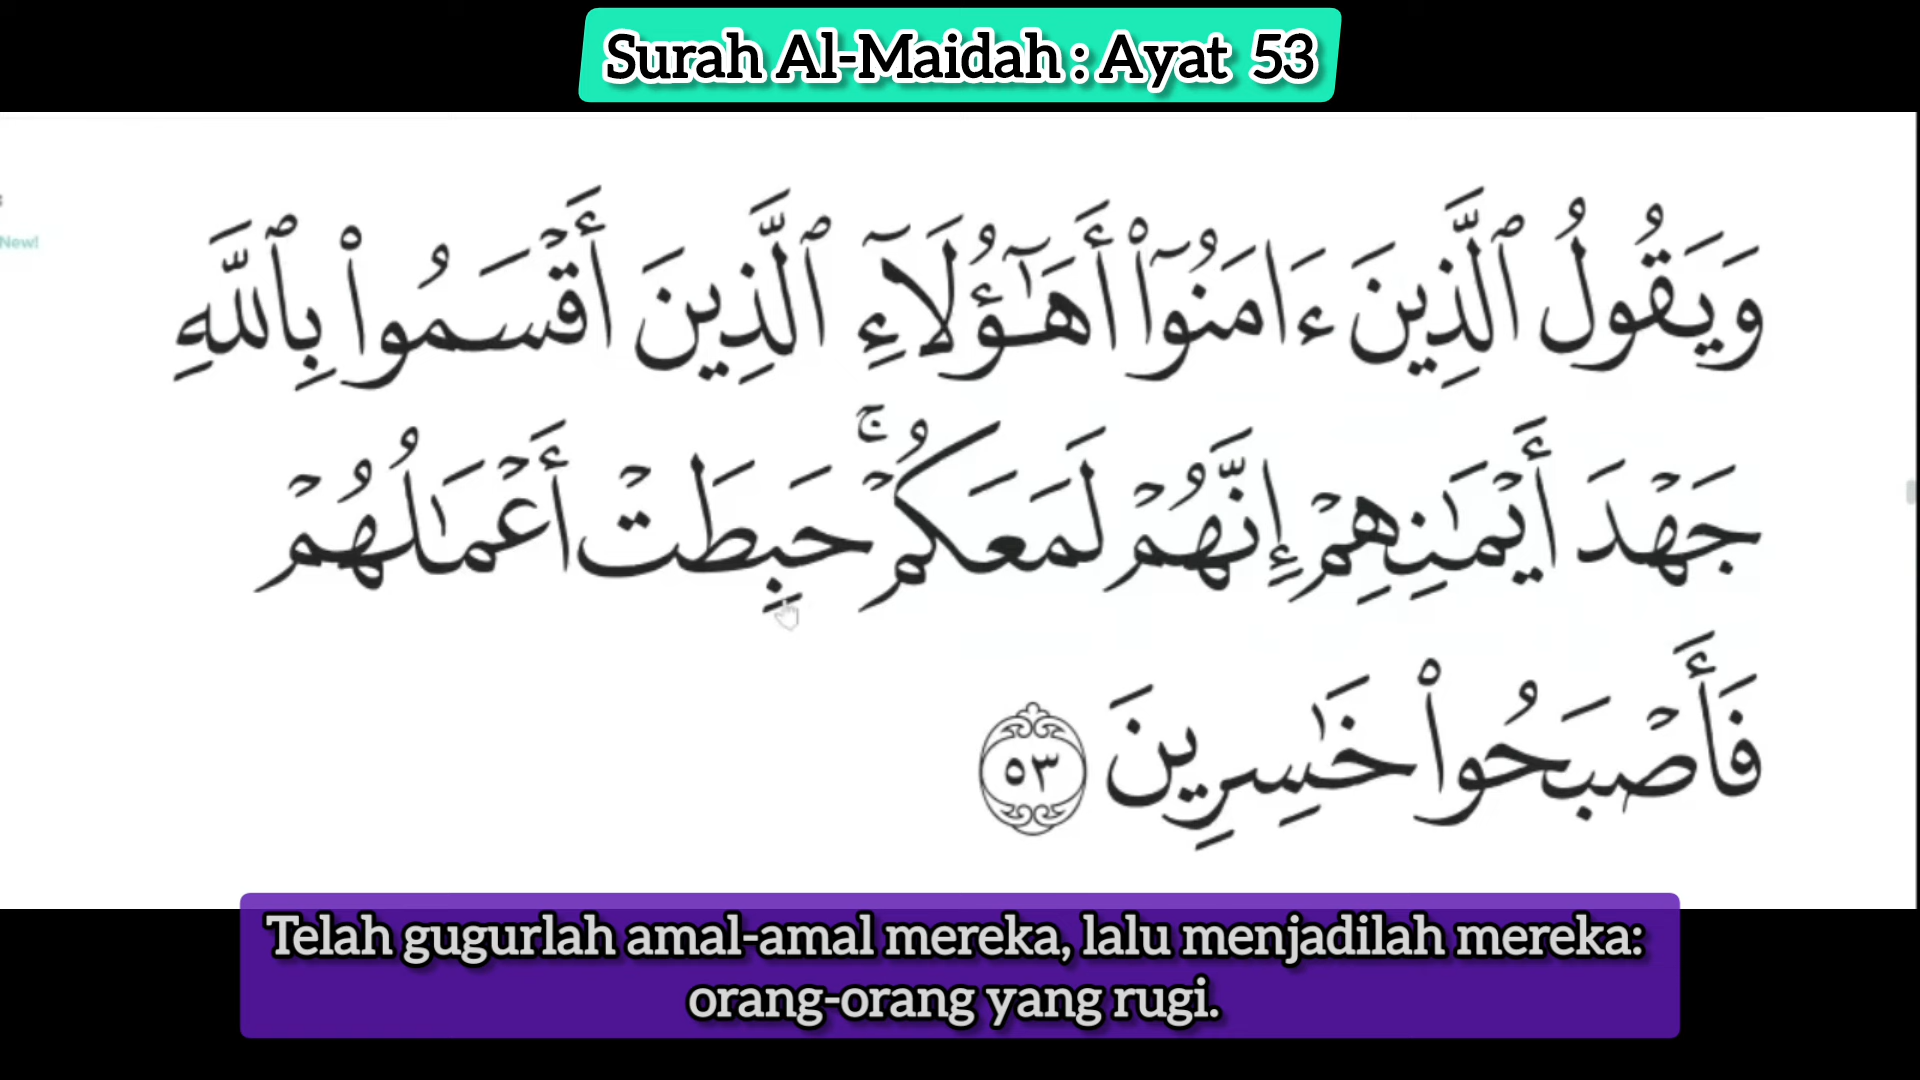 Surah Al-Maidah : Ayat 53
New!
وَيَقُولُ ٱلَّذِينَ ءَامَنُوٓا۟ أَهَـٰٓؤُلَآءِ ٱلَّذِينَ أَقْسَمُوا۟ بِٱللَّهِ
جَهْدَ أَيْمَـٰنِهِمْ إِنَّهُمْ لَمَعَكُمْ ۚ حَبِطَتْ أَعْمَـٰلُهُمْ
فَأَصْبَحُوا۟ خَـٰسِرِينَ ٥٣
Telah gugurlah amal-amal mereka, lalu menjadilah mereka:
orang-orang yang rugi.